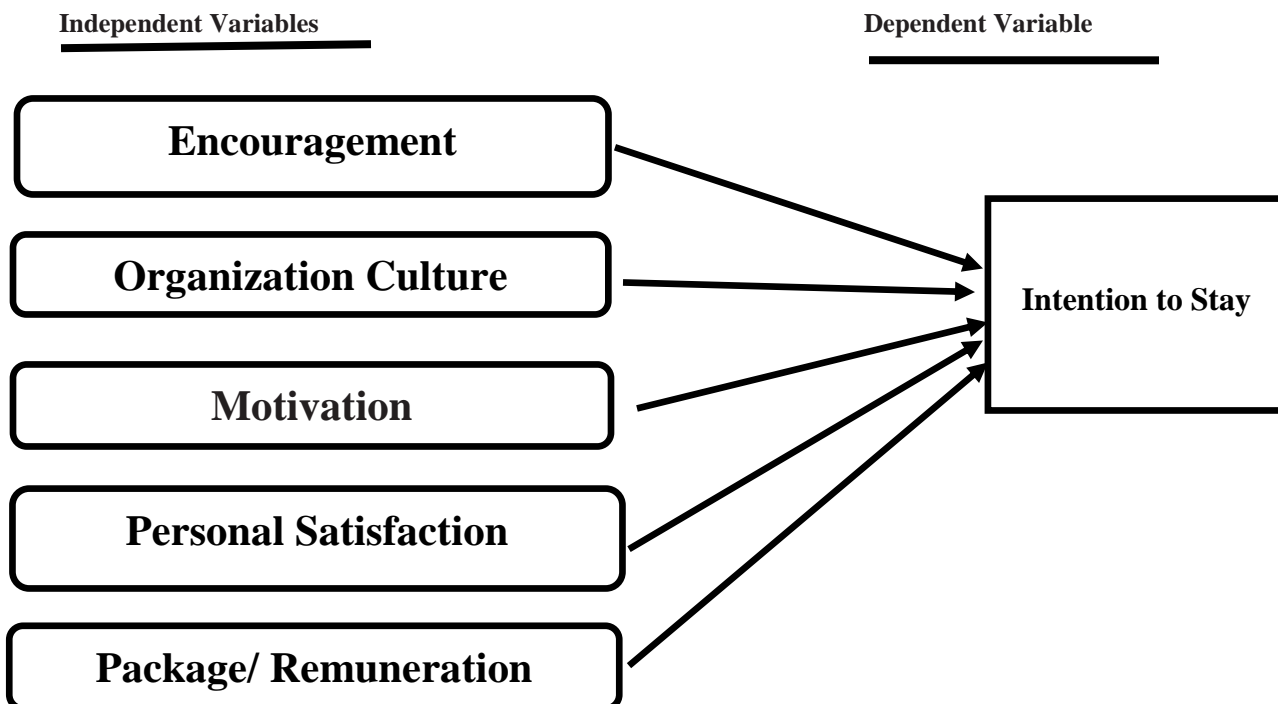 Independent Variables
Dependent Variable
Encouragement
Organization Culture
Motivation
Personal Satisfaction
Package/ Remuneration
Intention to Stay